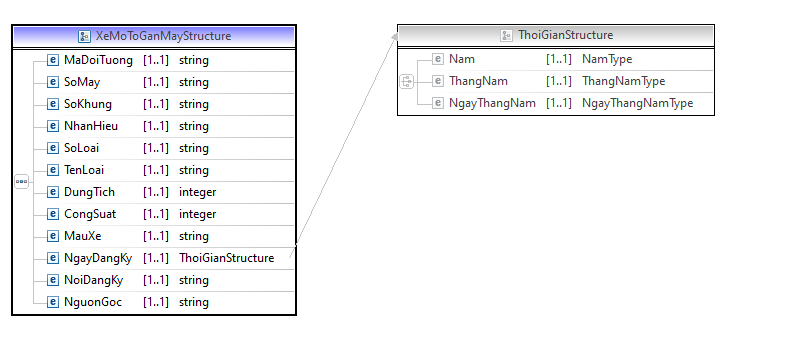 XeMoToGanMayStructure
MaDoiTuong [1..1] string
SoMay [1..1] string
SoKhung [1..1] string
NhanHieu [1..1] string
SoLoai [1..1] string
TenLoai [1..1] string
DungTich [1..1] integer
CongSuat [1..1] integer
MauXe [1..1] string
NgayDangKy [1..1] ThoiGianStructure
NoiDangKy [1..1] string
NguonGoc [1..1] string
ThoiGianStructure
Nam [1..1] NamType
ThangNam [1..1] ThangNamType
NgayThangNam [1..1] NgayThangNamType